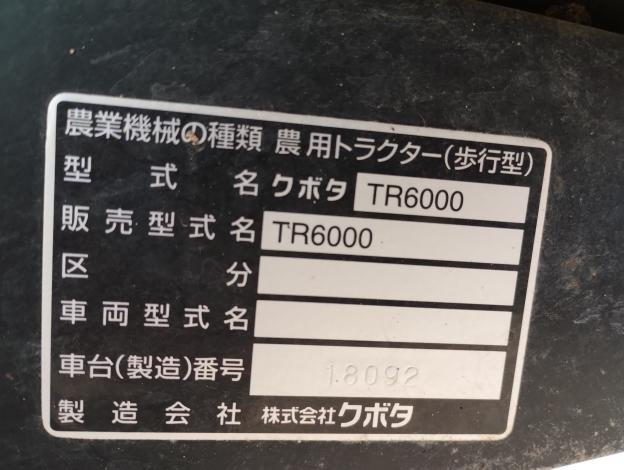 農業機械の種類 農用トラクター(歩行型)
型式名 クボタ TR6000
販売型式名 TR6000
区分
車両型式名
車台(製造)番号 18092
製造会社 株式会社クボタ